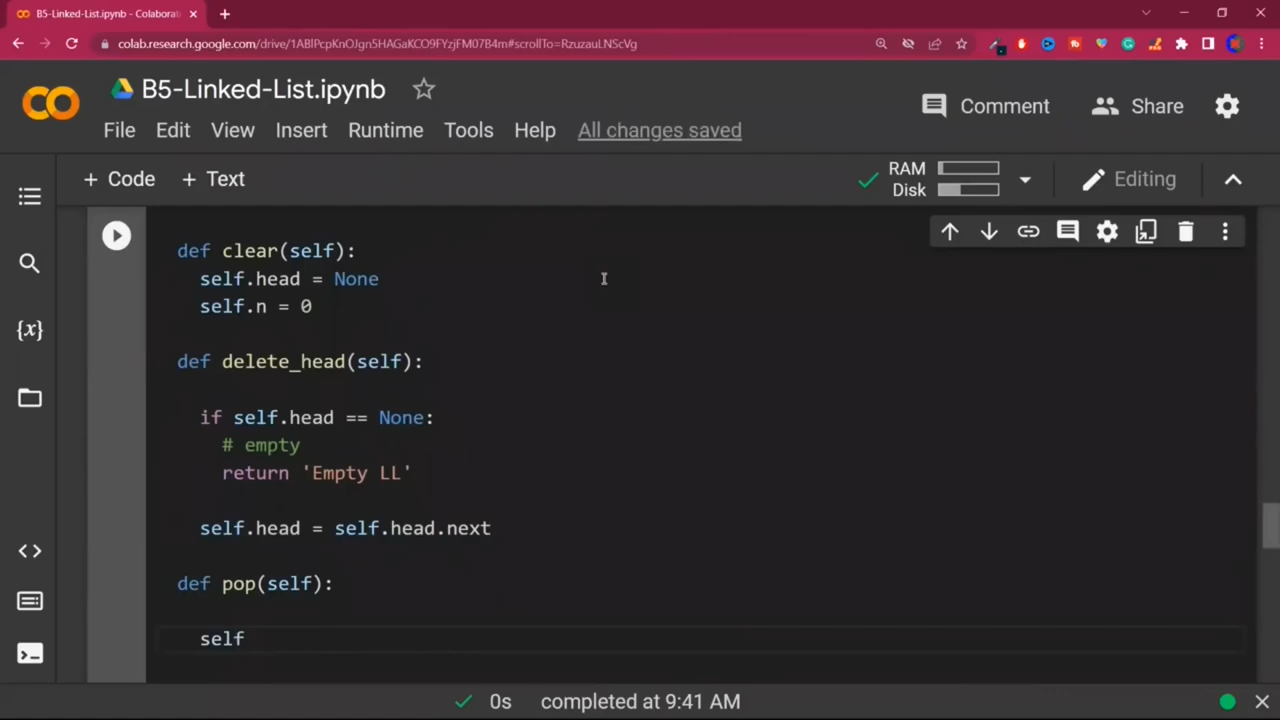 B5-Linked-List.ipynb - Colaborat
colab.research.google.com/drive/1ABlPcpKnOJgn5HAGaKCO9FYzjFM07B4m#scrollTo=RzuzauLNScVg
B5-Linked-List.ipynb
Comment
Share
File Edit View Insert Runtime Tools Help All changes saved
+ Code + Text
RAM
Disk
Editing
def clear(self):
self.head = None
self.n = 0
def delete_head(self):
if self.head == None:
# empty
return 'Empty LL'
self.head = self.head.next
def pop(self):
self
0s completed at 9:41 AM